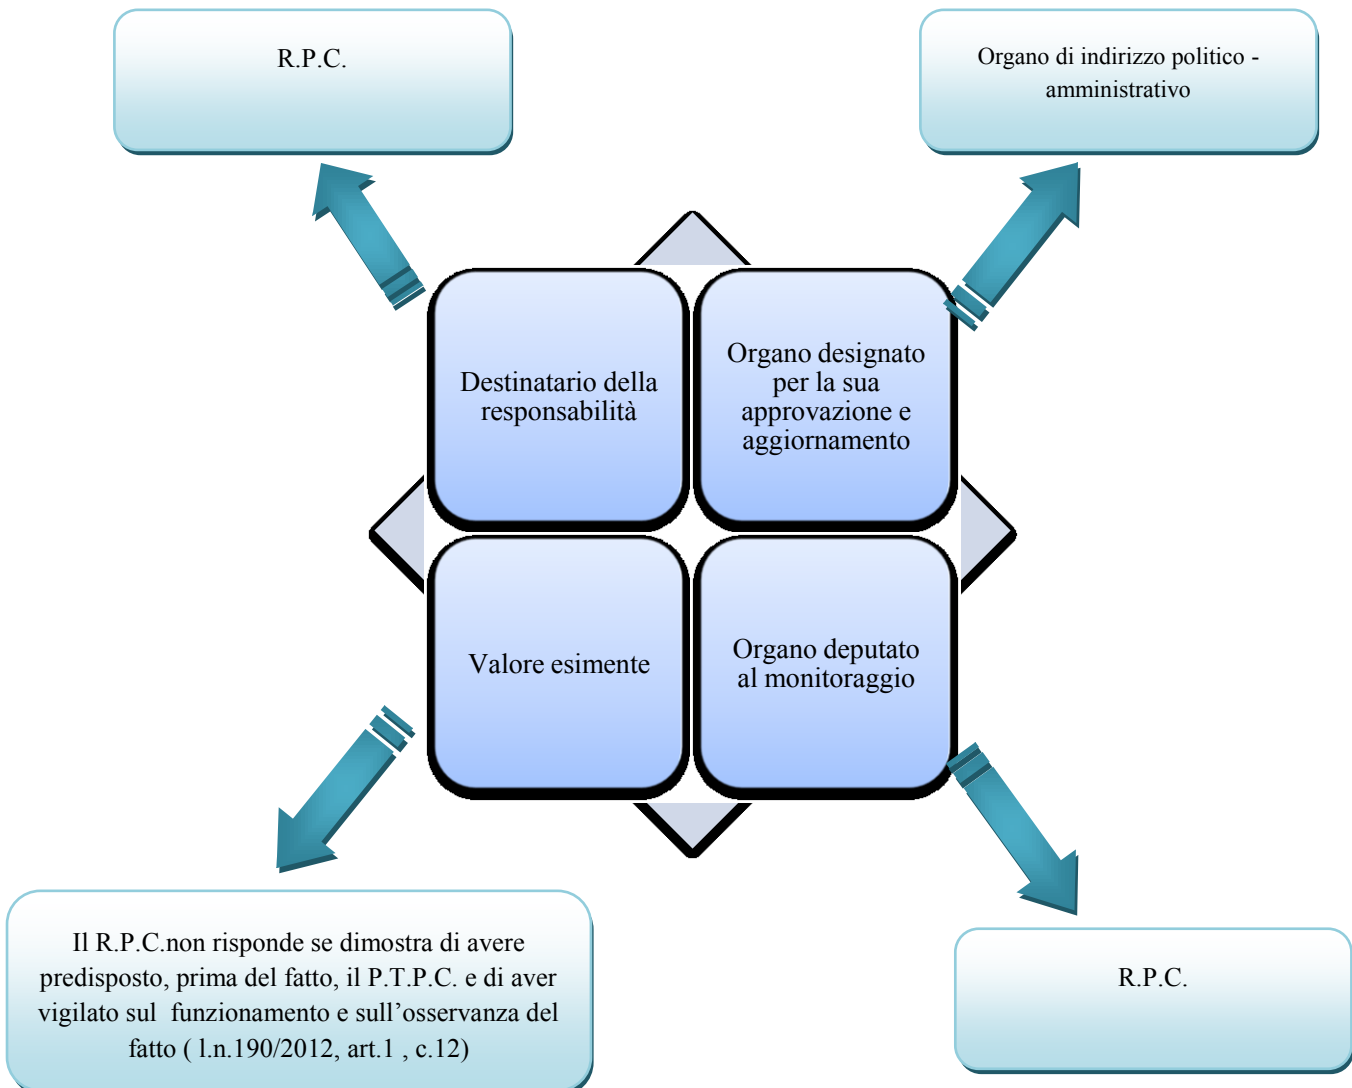 R.P.C.
Organo di indirizzo politico -
amministrativo
Destinatario della
responsabilità
Organo designato
per la sua
approvazione e
aggiornamento
Valore esimente
Organo deputato
al monitoraggio
Il R.P.C.non risponde se dimostra di avere
predisposto, prima del fatto, il P.T.P.C. e di aver
vigilato sul funzionamento e sull’osservanza del
fatto ( l.n.190/2012, art.1 , c.12)
R.P.C.